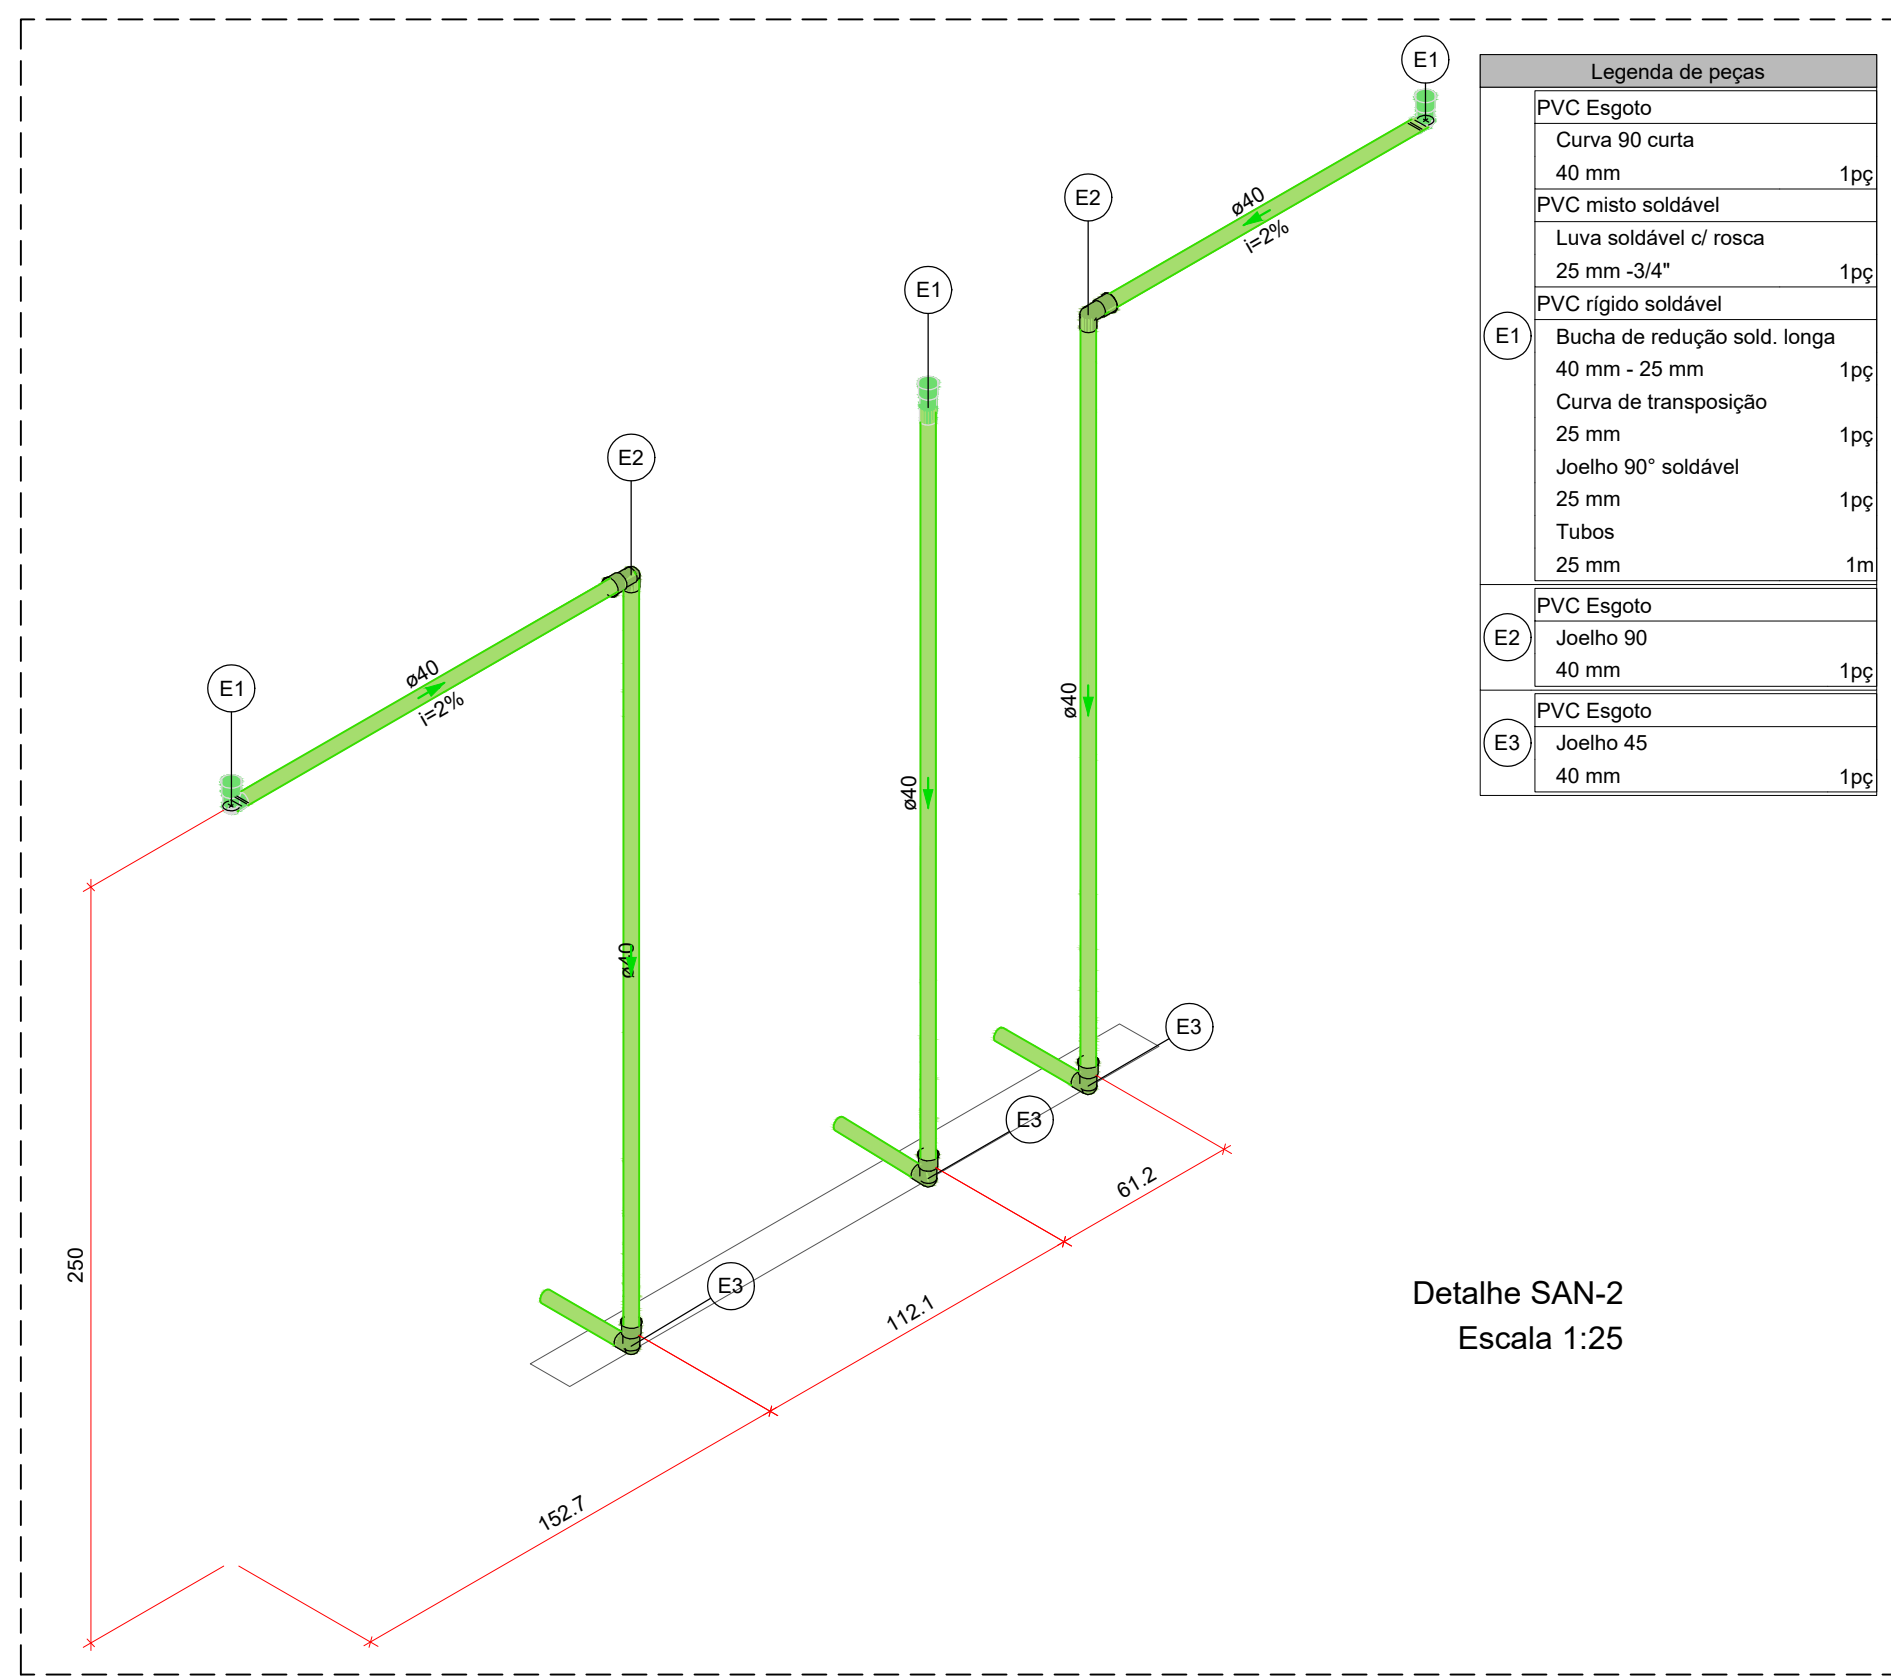 E1
E2
ø40
i=2%
E1
E2
E1
ø40
i=2%
ø40
ø40
ø40
E3
E3
E3
250
61.2
112.1
152.7
Legenda de peças
E1
PVC Esgoto
Curva 90 curta
40 mm 1pç
PVC misto soldável
Luva soldável c/ rosca
25 mm -3/4" 1pç
PVC rígido soldável
Bucha de redução sold. longa
40 mm - 25 mm 1pç
Curva de transposição
25 mm 1pç
Joelho 90° soldável
25 mm 1pç
Tubos
25 mm 1m
E2
PVC Esgoto
Joelho 90
40 mm 1pç
E3
PVC Esgoto
Joelho 45
40 mm 1pç
Detalhe SAN-2
Escala 1:25